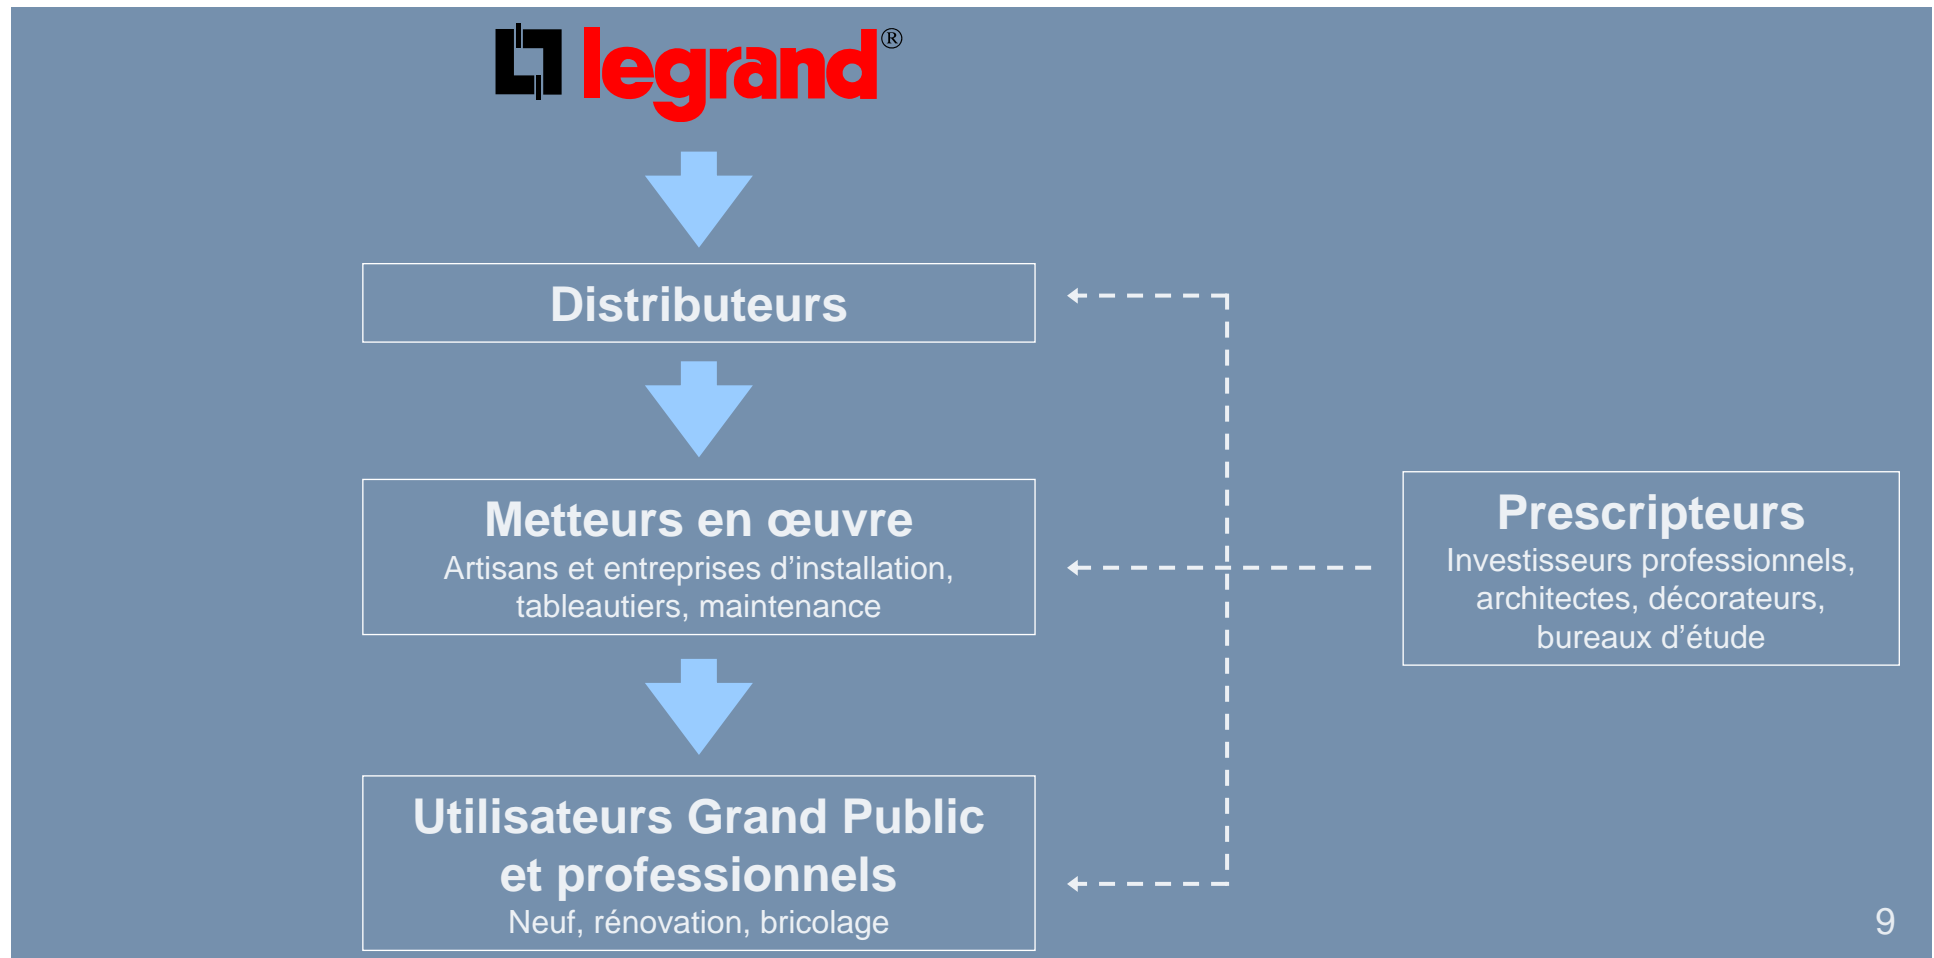 legrand®
Distributeurs
Metteurs en œuvre
Artisans et entreprises d’installation,
tableautiers, maintenance
Prescripteurs
Investisseurs professionnels,
architectes, décorateurs,
bureaux d’étude
Utilisateurs Grand Public
et professionnels
Neuf, rénovation, bricolage
9